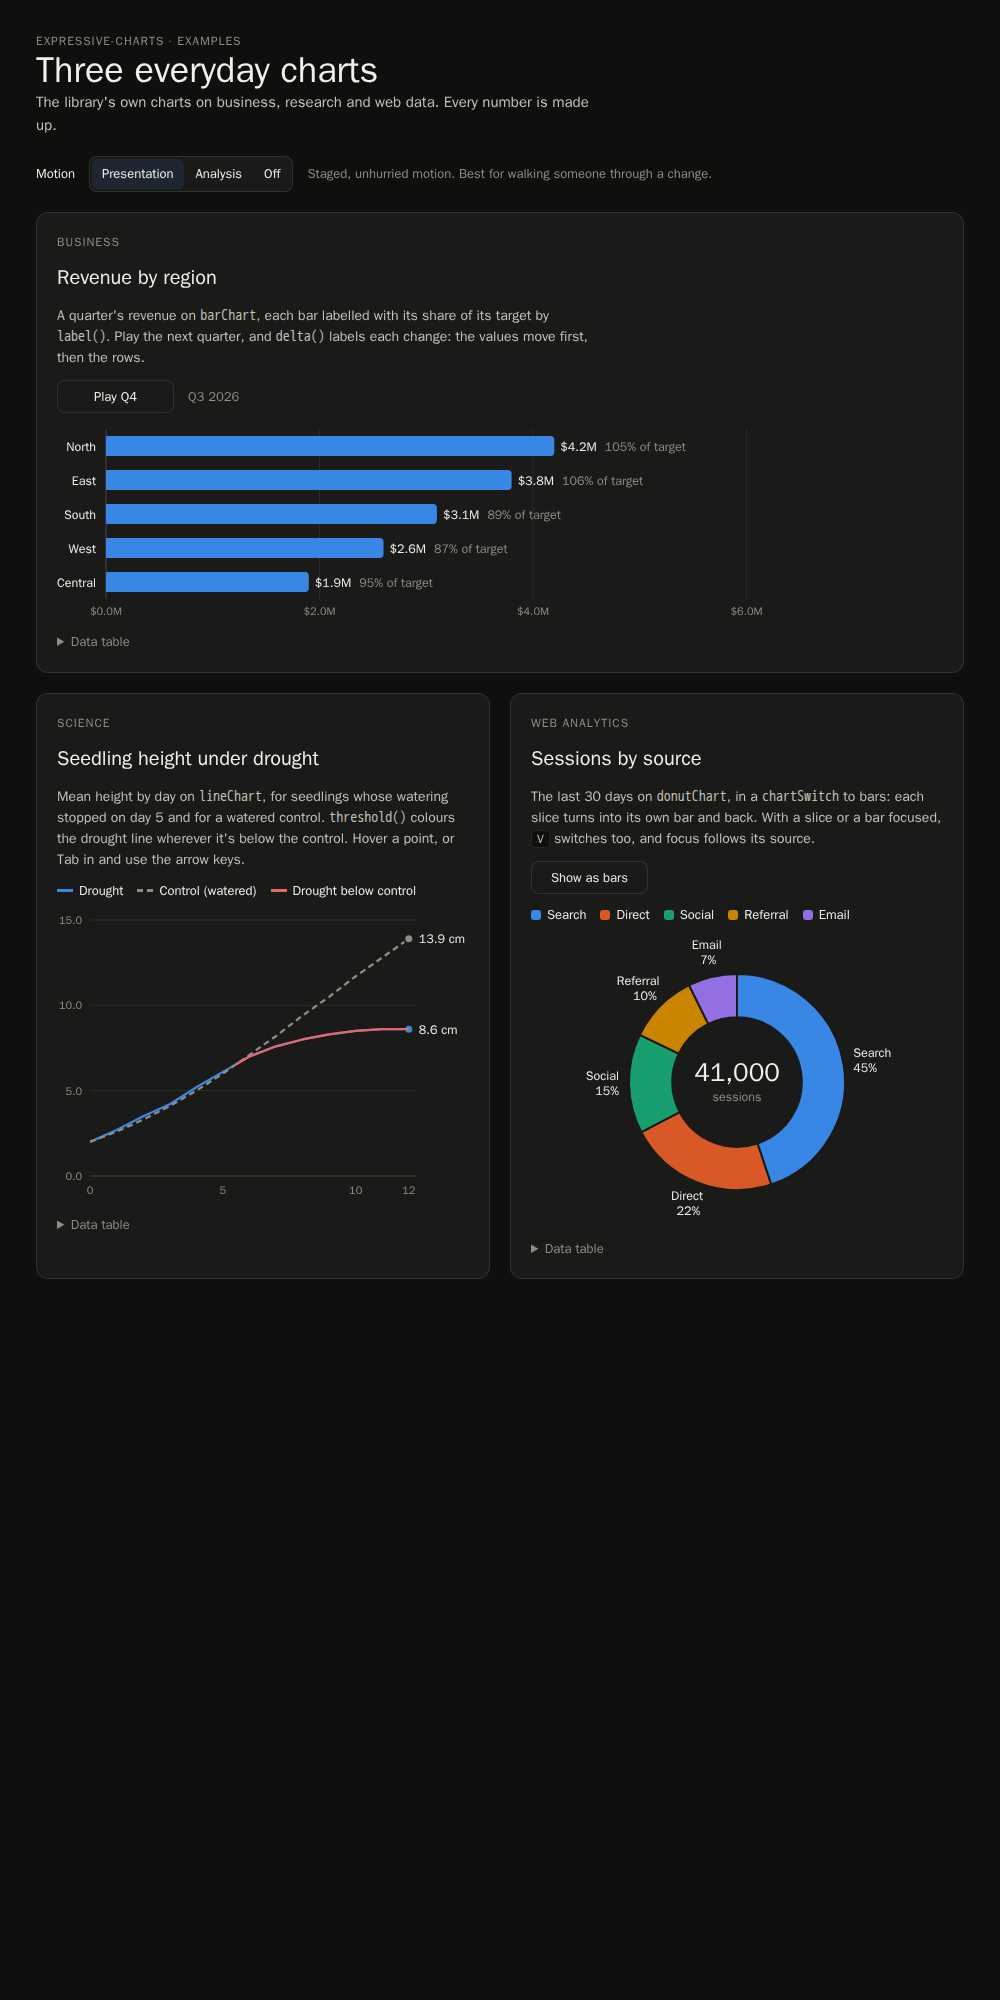 EXPRESSIVE-CHARTS · EXAMPLES
Three everyday charts
The library's own charts on business, research and web data. Every number is made
up.
Motion Presentation Analysis Off Staged, unhurried motion. Best for walking someone through a change.
BUSINESS
Revenue by region
A quarter's revenue on barChart, each bar labelled with its share of its target by
label(). Play the next quarter, and delta() labels each change: the values move first,
then the rows.
Play Q4 Q3 2026
North $4.2M 105% of target
East $3.8M 106% of target
South $3.1M 89% of target
West $2.6M 87% of target
Central $1.9M 95% of target
$0.0M $2.0M $4.0M $6.0M
▶ Data table
SCIENCE
Seedling height under drought
Mean height by day on lineChart, for seedlings whose watering
stopped on day 5 and for a watered control. threshold() colours
the drought line wherever it's below the control. Hover a point, or
Tab in and use the arrow keys.
Drought Control (watered) Drought below control
15.0
13.9 cm
10.0
8.6 cm
5.0
0.0
0 5 10 12
▶ Data table
WEB ANALYTICS
Sessions by source
The last 30 days on donutChart, in a chartSwitch to bars: each
slice turns into its own bar and back. With a slice or a bar focused,
V switches too, and focus follows its source.
Show as bars
Search Direct Social Referral Email
Email
7%
Referral
10%
Search
45%
Social
15%
41,000
sessions
Direct
22%
▶ Data table